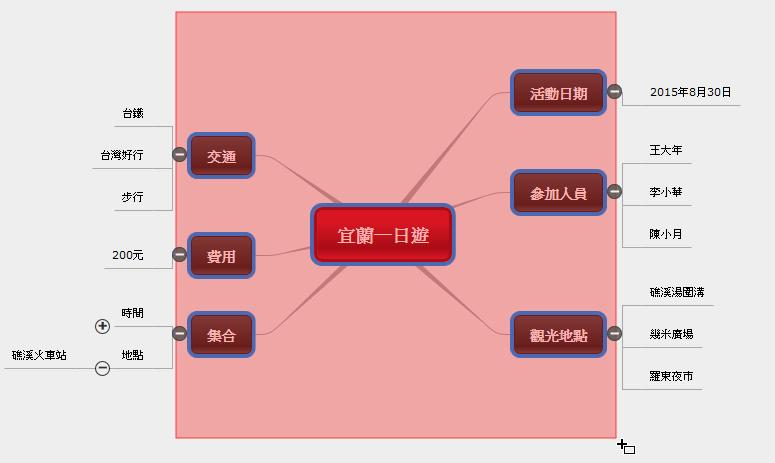 宜蘭一日遊
活動日期
2015年8月30日
參加人員
王大年
李小華
陳小月
觀光地點
礁溪湯圍溝
幾米廣場
羅東夜市
交通
台鐵
台灣好行
步行
費用
200元
集合
時間
地點
礁溪火車站